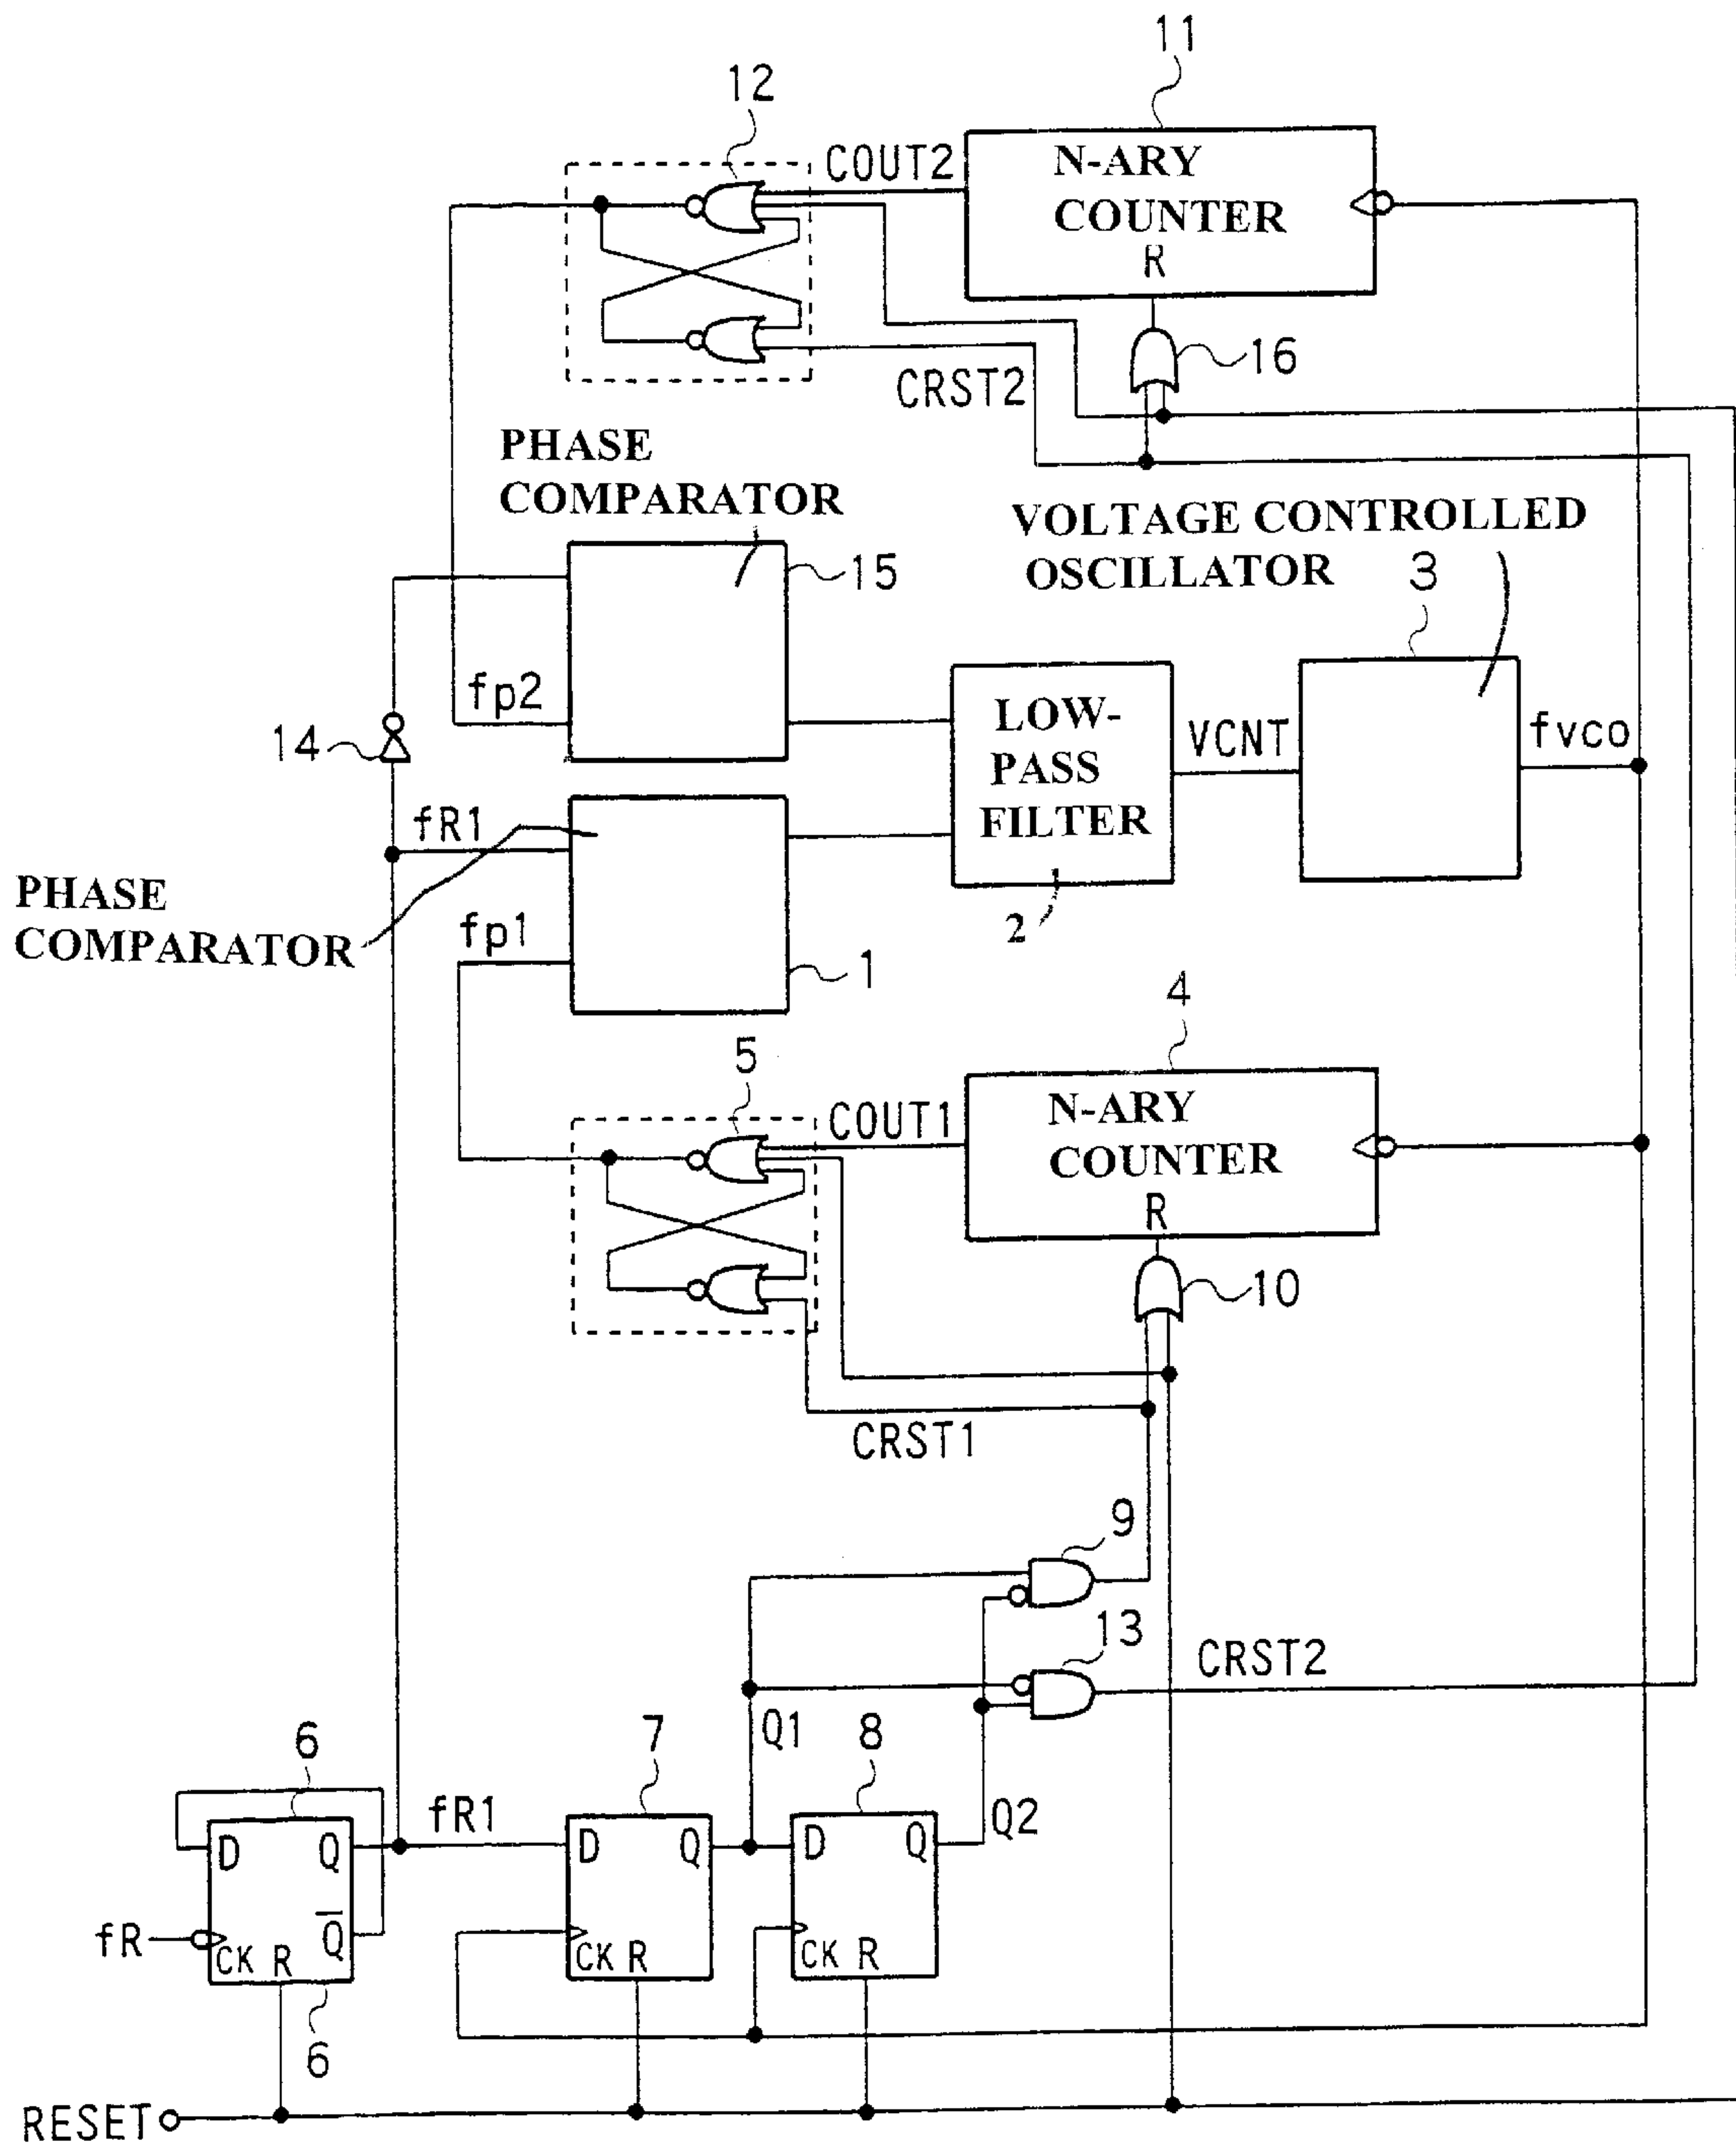 11
12
COUT2
N-ARY
COUNTER
R
16
CRST2
PHASE
COMPARATOR
15
VOLTAGE CONTROLLED
OSCILLATOR
3
fp2
14
LOW-
PASS
FILTER
2
VCNT
fvco
fR1
PHASE
COMPARATOR
fp1
1
4
5
COUT1
N-ARY
COUNTER
R
10
CRST1
9
13
CRST2
6
7
Q1
8
Q2
fR1
D Q
D Q
D Q
fR
CK R Q̅
CK R
CK R
6
RESET